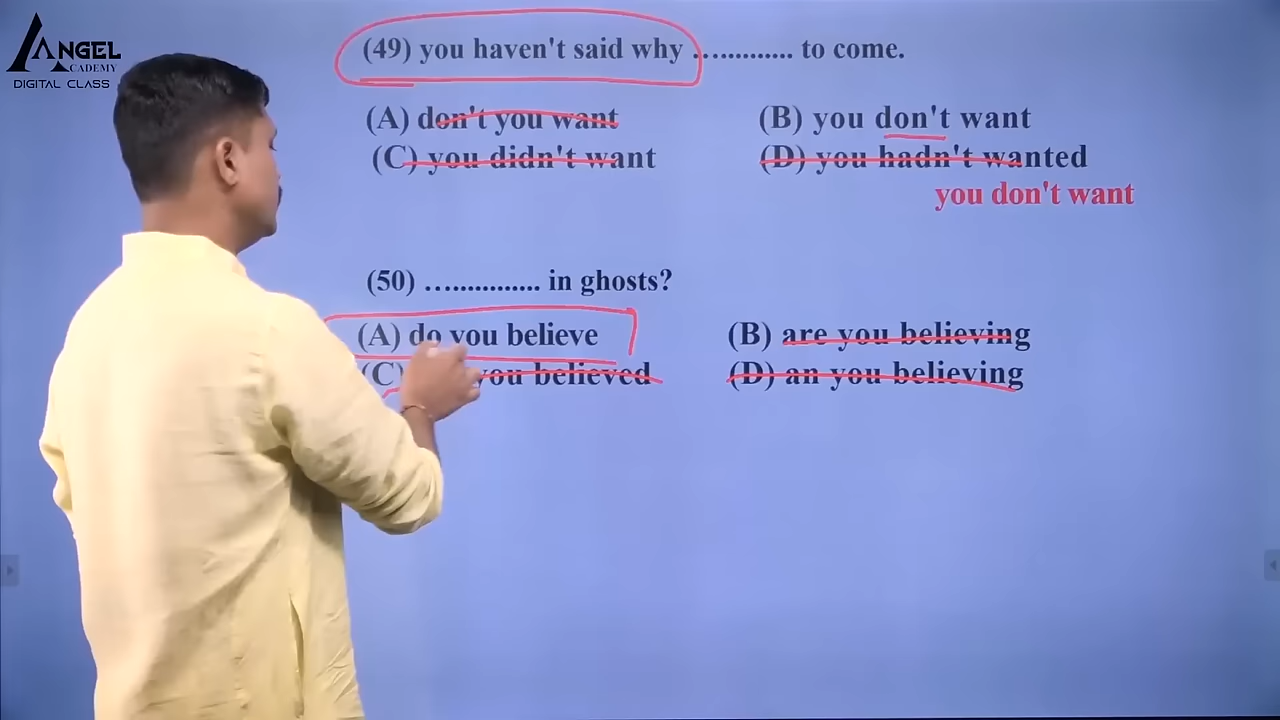 ANGEL
ACADEMY
DIGITAL CLASS
(49) you haven't said why ............. to come.
(A) don't you want (B) you don't want
(C) you didn't want (D) you hadn't wanted
you don't want
(50) ............. in ghosts?
(A) do you believe (B) are you believing
(C) you believed (D) an you believing